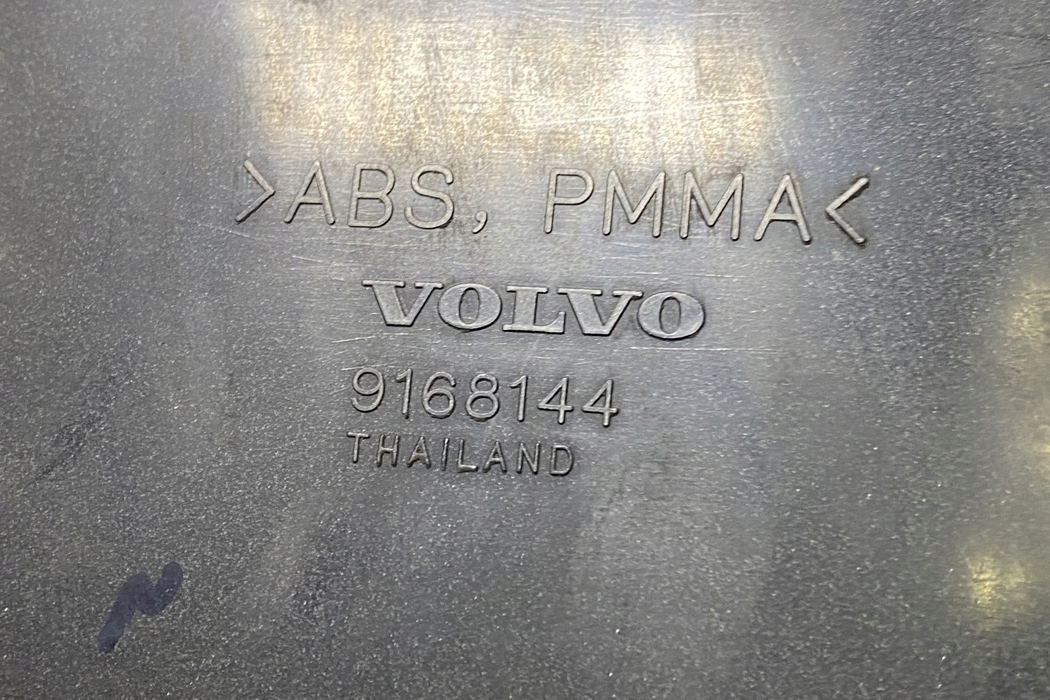 >ABS, PMMA<
VOLVO
9168144
THAILAND